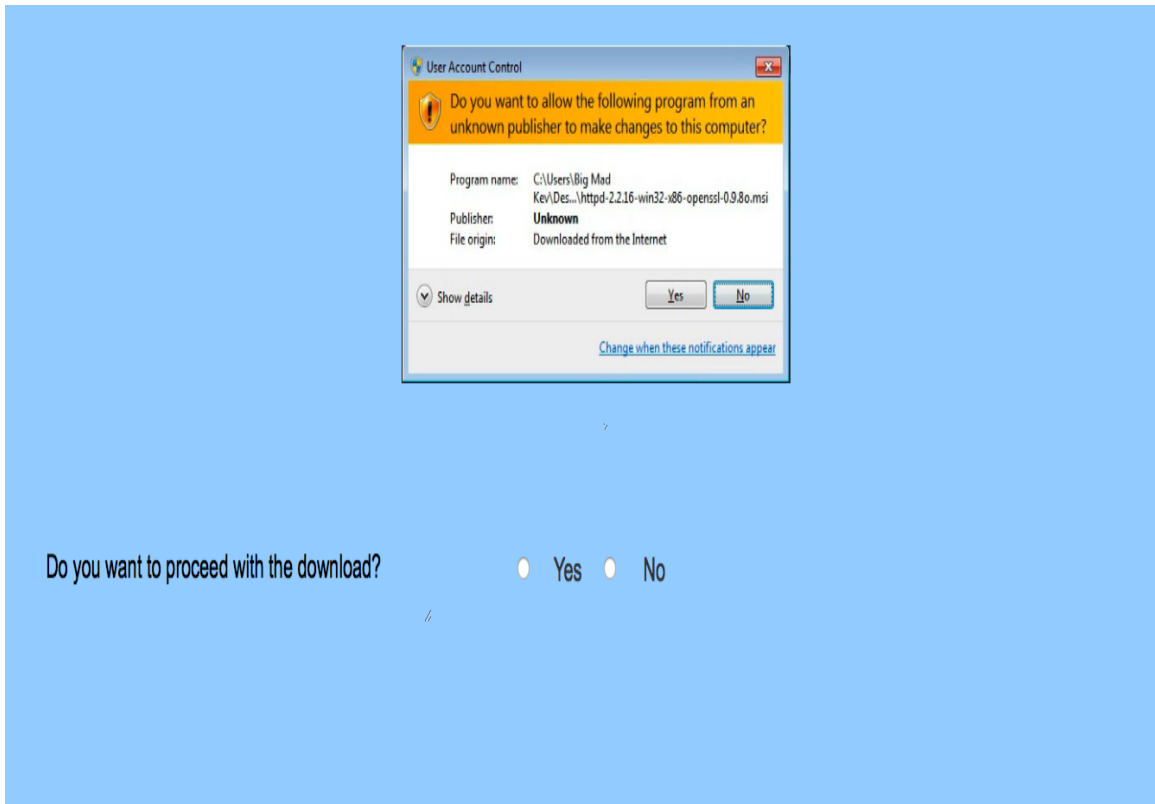 User Account Control
Do you want to allow the following program from an
unknown publisher to make changes to this computer?
Program name: C:\Users\Big Mad
Kev\Des...\httpd-2.2.16-win32-x86-openssl-0.9.8o.msi
Publisher: Unknown
File origin: Downloaded from the Internet
Show details Yes No
Change when these notifications appear
Do you want to proceed with the download? Yes No